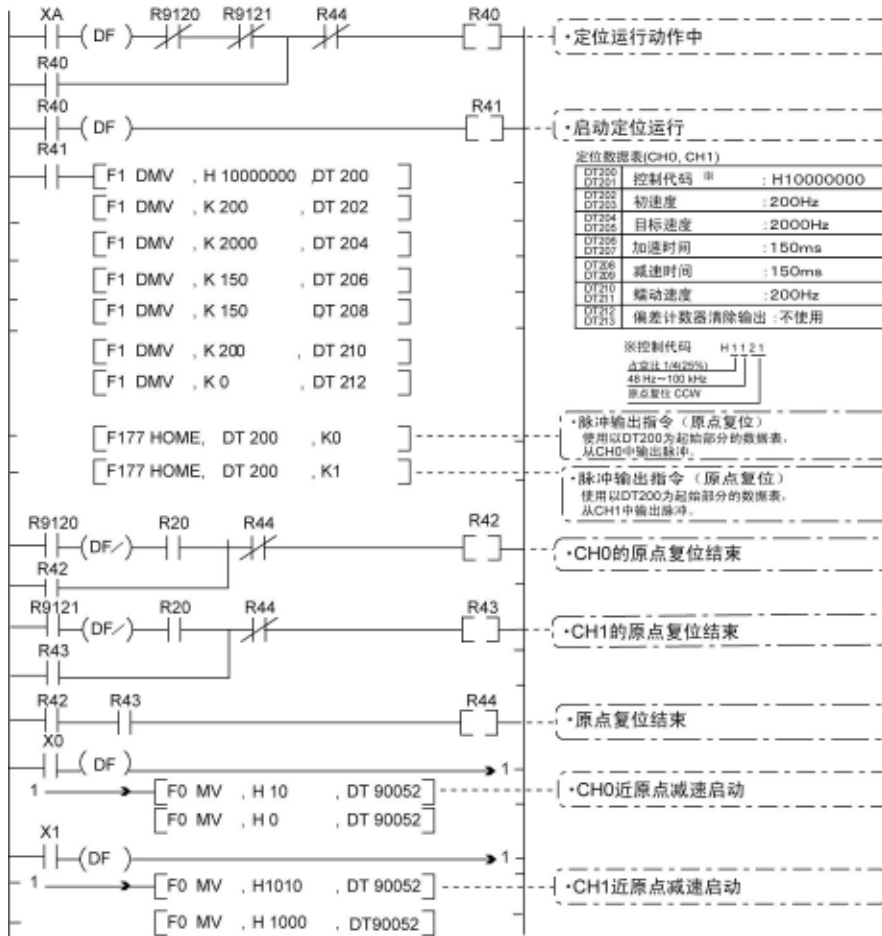 XA R9120 R9121 R44 R40
( DF )
·定位运行动作中
R40
R40 R41
( DF )
·启动定位运行
R41
定位数据表(CH0, CH1)
F1 DMV , H 10000000 ,DT 200
F1 DMV , K 200 , DT 202
F1 DMV , K 2000 , DT 204
F1 DMV , K 150 , DT 206
F1 DMV , K 150 DT 208
F1 DMV , K 200 , DT 210
F1 DMV , K 0 , DT 212
DT200 DT201 控制代码 ※ : H10000000
DT202 DT203 初速度 : 200Hz
DT204 DT205 目标速度 : 2000Hz
DT206 DT207 加速时间 : 150ms
DT208 DT209 减速时间 : 150ms
DT210 DT211 蠕动速度 : 200Hz
DT212 DT213 偏差计数器清除输出 : 不使用
※控制代码 H1121
占空比 1/4(25%)
48 Hz~100 kHz
原点复位 CCW
F177 HOME, DT 200 , K0
·脉冲输出指令（原点复位）
使用以DT200为起始部分的数据表,
从CH0中输出脉冲.
F177 HOME, DT 200 , K1
·脉冲输出指令（原点复位）
使用以DT200为起始部分的数据表,
从CH1中输出脉冲.
R9120 R20 R44 R42
(DF/)
·CH0的原点复位结束
R42
R9121 R20 R44 R43
(DF/)
·CH1的原点复位结束
R43
R42 R43 R44
·原点复位结束
X0
( DF ) 1
1 F0 MV , H 10 , DT 90052
·CH0近原点减速启动
F0 MV , H 0 , DT 90052
X1
(DF ) 1
1 F0 MV , H1010 , DT 90052
·CH1近原点减速启动
F0 MV , H 1000 , DT90052